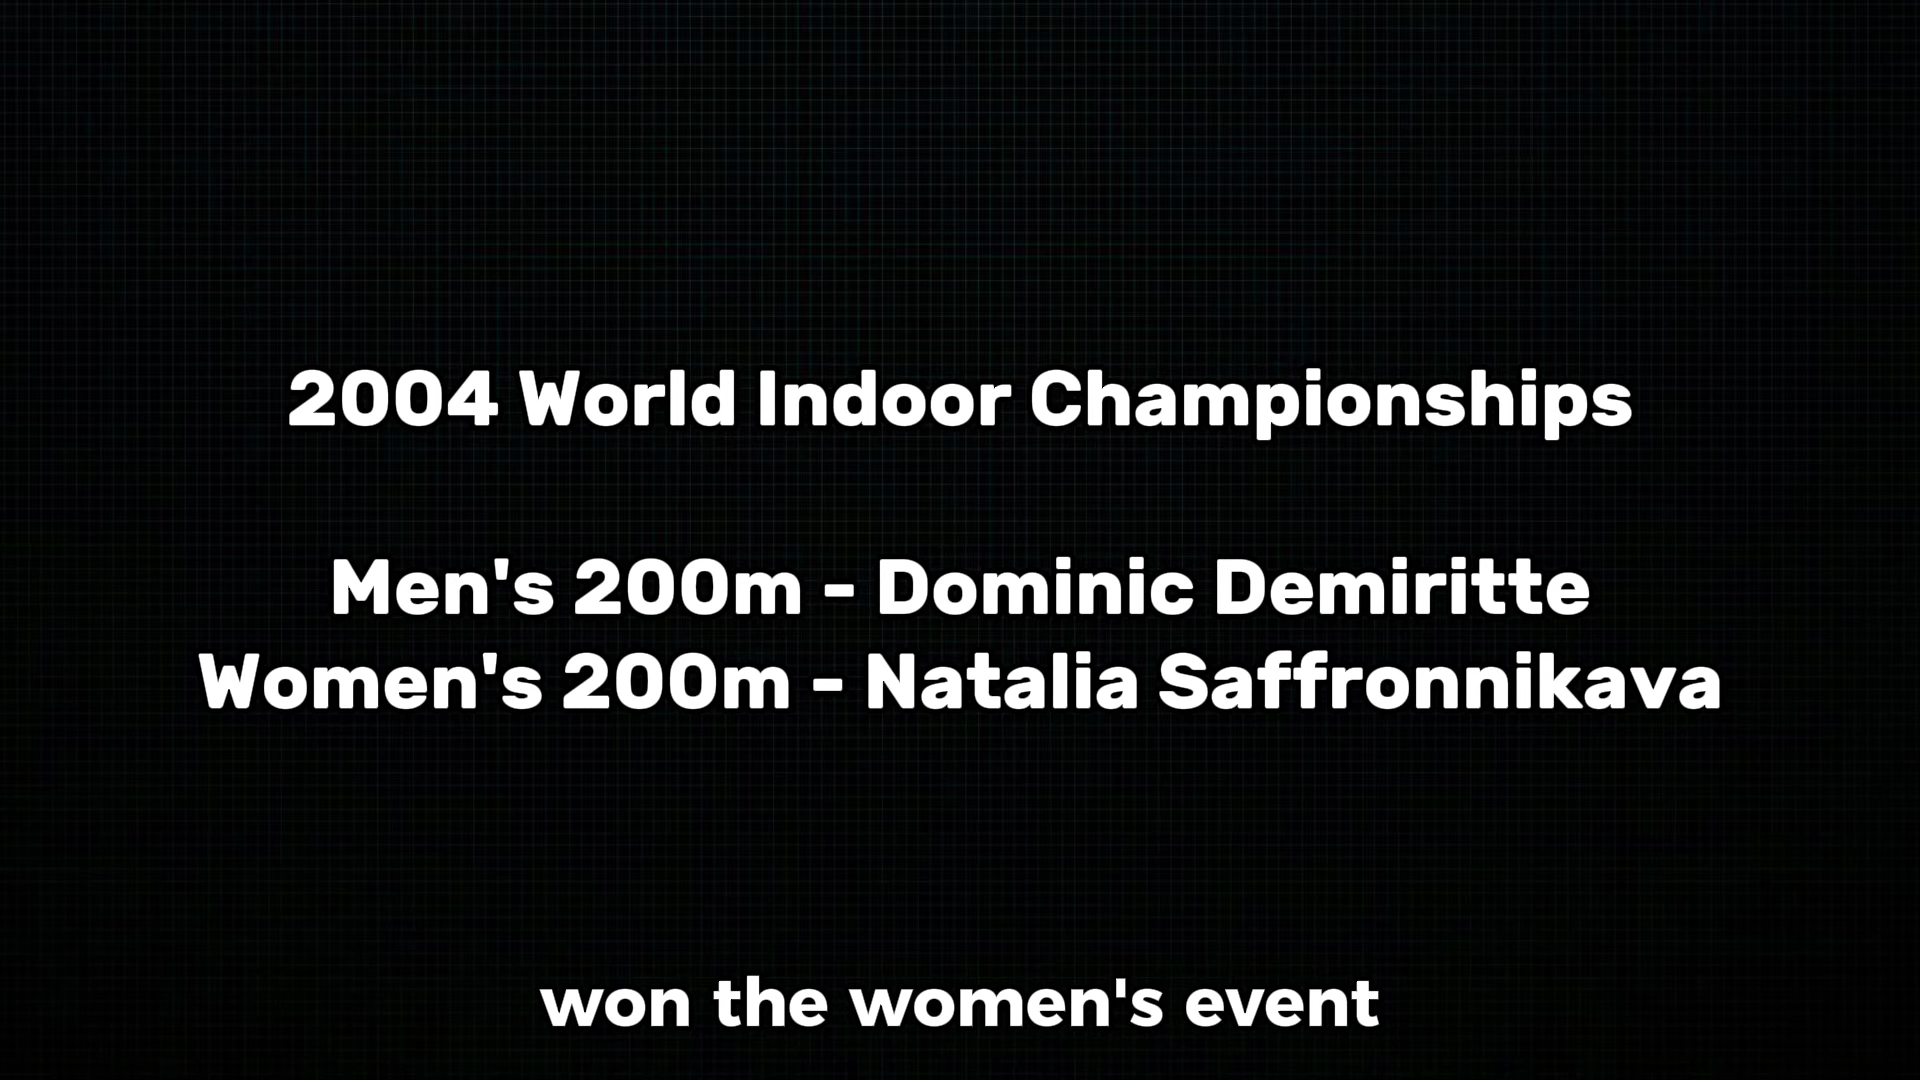 2004 World Indoor Championships
Men's 200m - Dominic Demiritte
Women's 200m - Natalia Saffronnikava
won the women's event